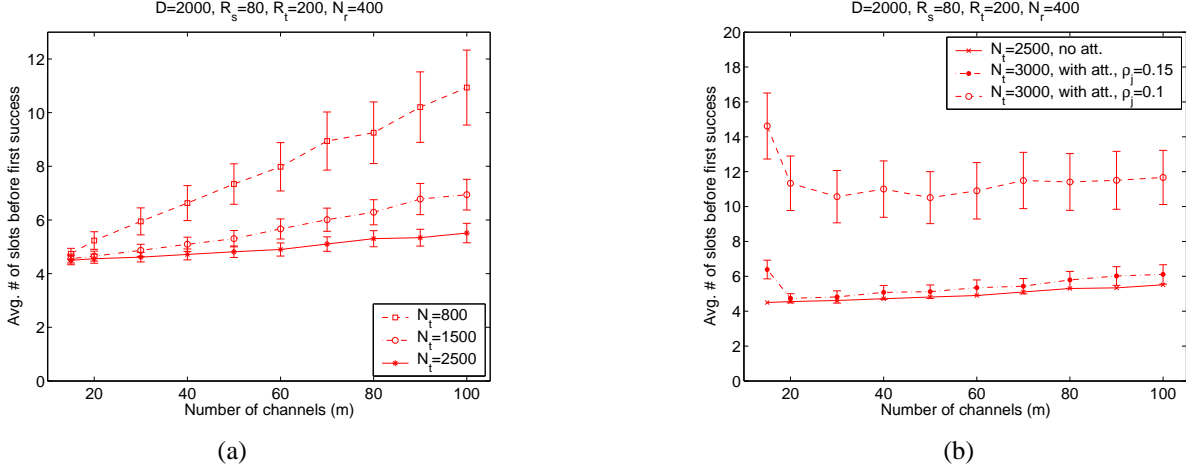 D=2000, R_s=80, R_t=200, N_r=400
12
10
8
6
4
2
0
Avg. # of slots before first success
N_t=800
N_t=1500
N_t=2500
20 40 60 80 100
Number of channels (m)
(a)
D=2000, R_s=80, R_t=200, N_r=400
20
18
16
14
12
10
8
6
4
2
0
Avg. # of slots before first success
N_t=2500, no att.
N_t=3000, with att., ρ_j=0.15
N_t=3000, with att., ρ_j=0.1
20 40 60 80 100
Number of channels (m)
(b)